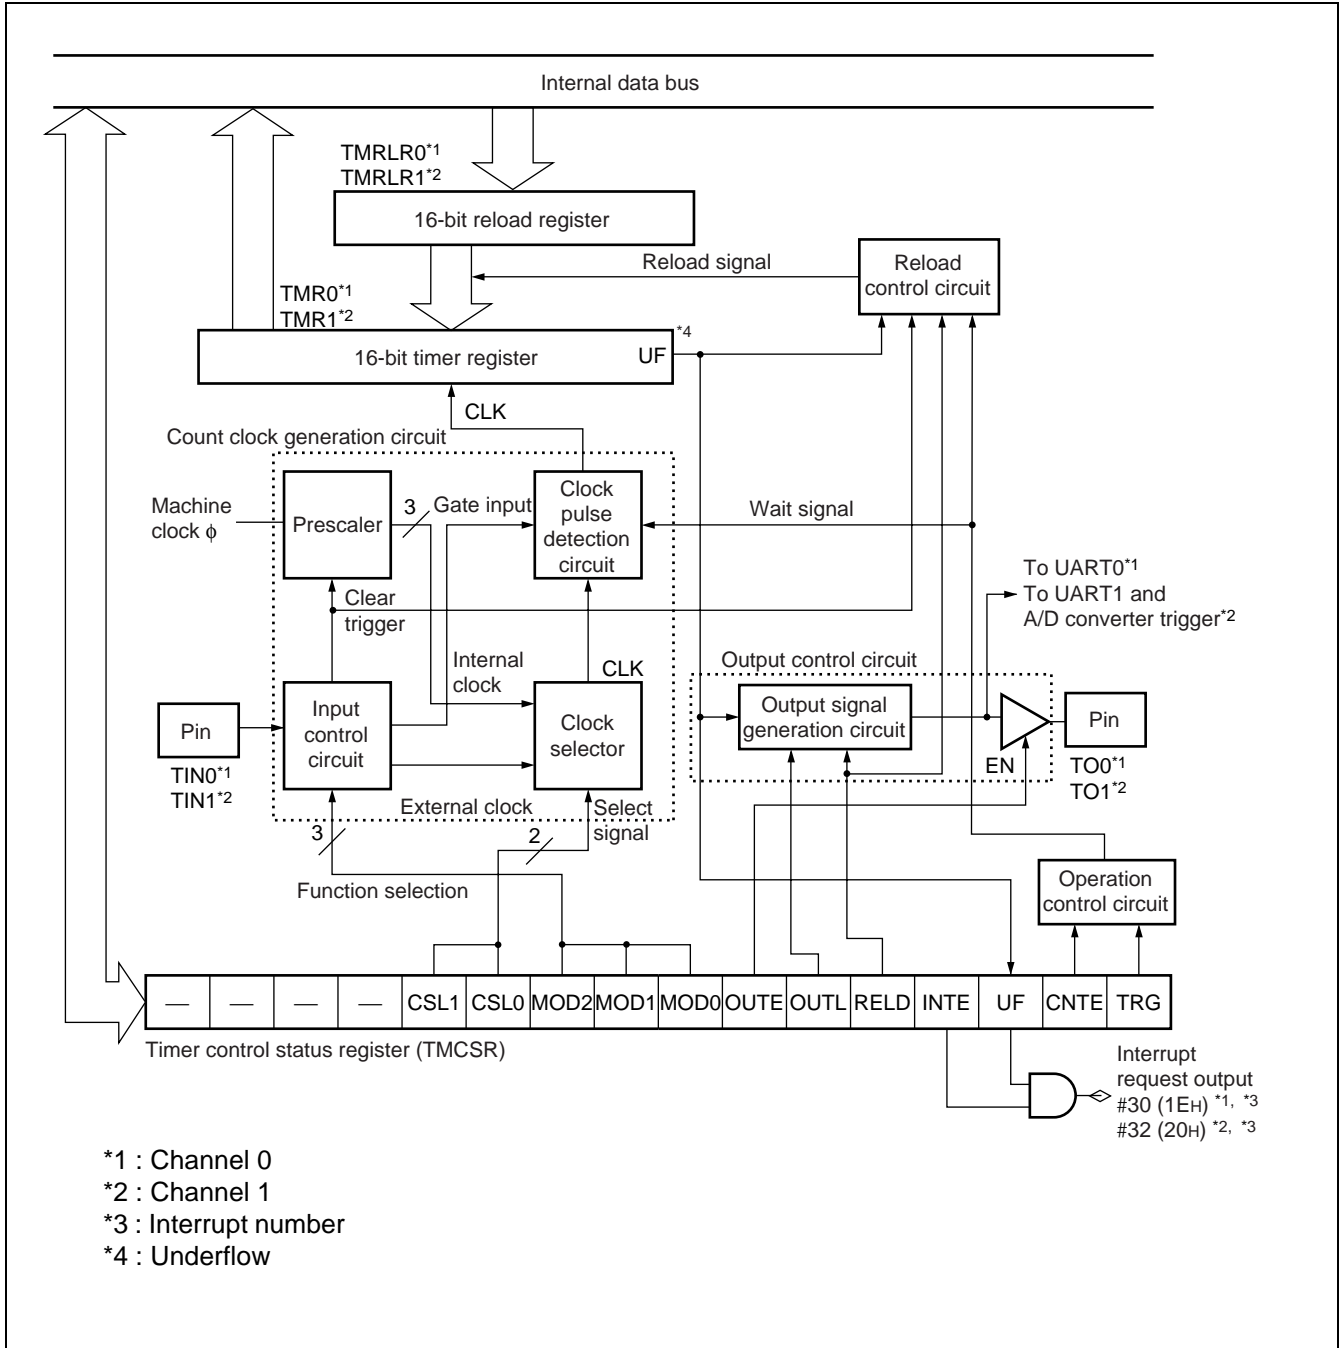 Internal data bus
TMRLR0*1
TMRLR1*2
16-bit reload register
Reload signal
Reload
control circuit
TMR0*1
TMR1*2
16-bit timer register
UF
*4
CLK
Count clock generation circuit
Machine
clock ϕ
Prescaler
3
Gate input
Clock
pulse
detection
circuit
Wait signal
Clear
trigger
To UART0*1
To UART1 and
A/D converter trigger*2
Internal
clock
CLK
Output control circuit
Pin
Input
control
circuit
Clock
selector
Output signal
generation circuit
EN
Pin
TIN0*1
TIN1*2
TO0*1
TO1*2
External clock
Select
signal
3
2
Function selection
Operation
control circuit
— — — — CSL1 CSL0 MOD2 MOD1 MOD0 OUTE OUTL RELD INTE UF CNTE TRG
Timer control status register (TMCSR)
Interrupt
request output
#30 (1EH) *1, *3
#32 (20H) *2, *3
*1 : Channel 0
*2 : Channel 1
*3 : Interrupt number
*4 : Underflow